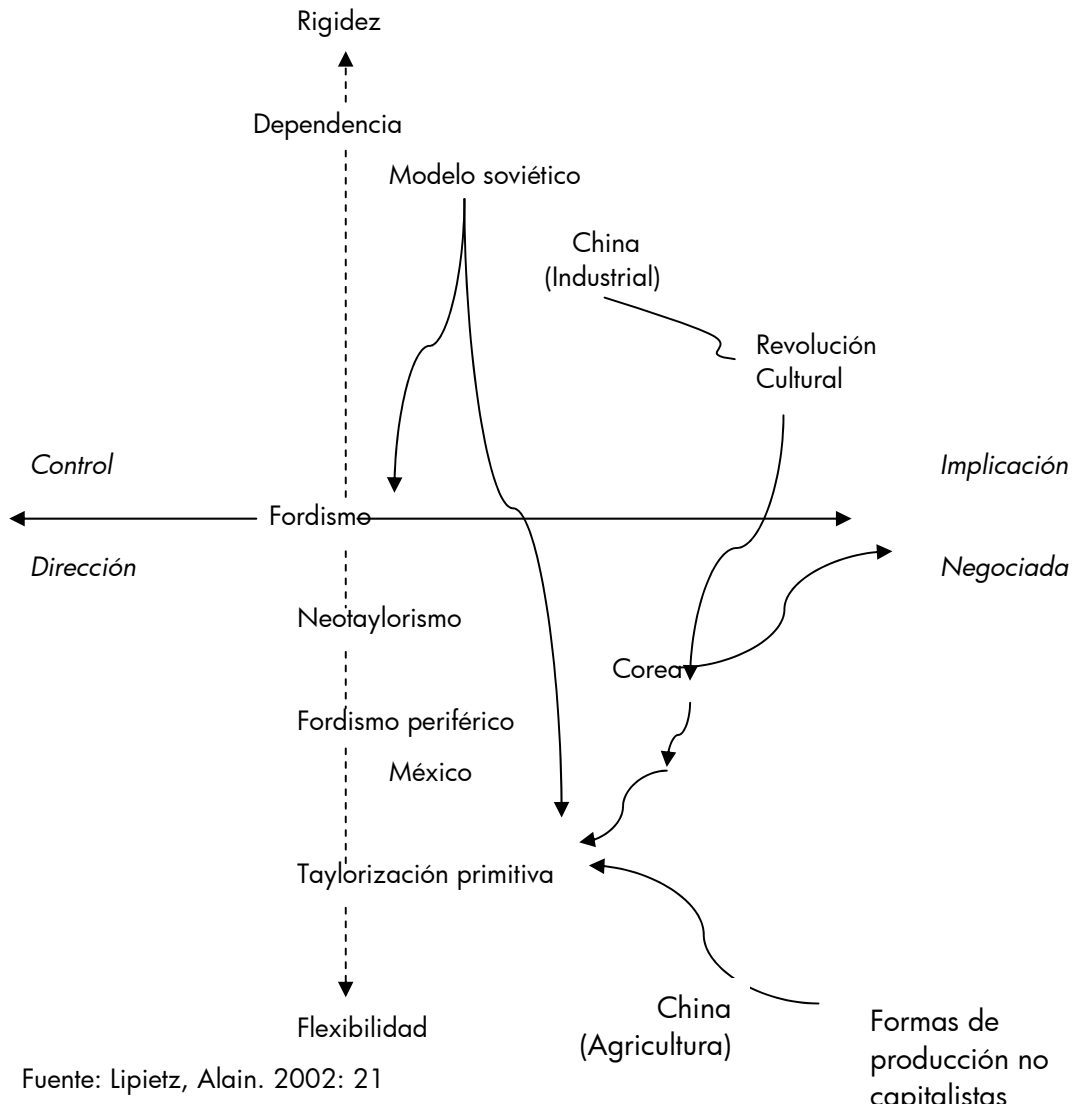 Rigidez
Dependencia
Modelo soviético
China
(Industrial)
Revolución
Cultural
Control
Implicación
Fordismo
Dirección
Negociada
Neotaylorismo
Corea
Fordismo periférico
México
Taylorización primitiva
China
(Agricultura)
Flexibilidad
Formas de
producción no
capitalistas
Fuente: Lipietz, Alain. 2002: 21